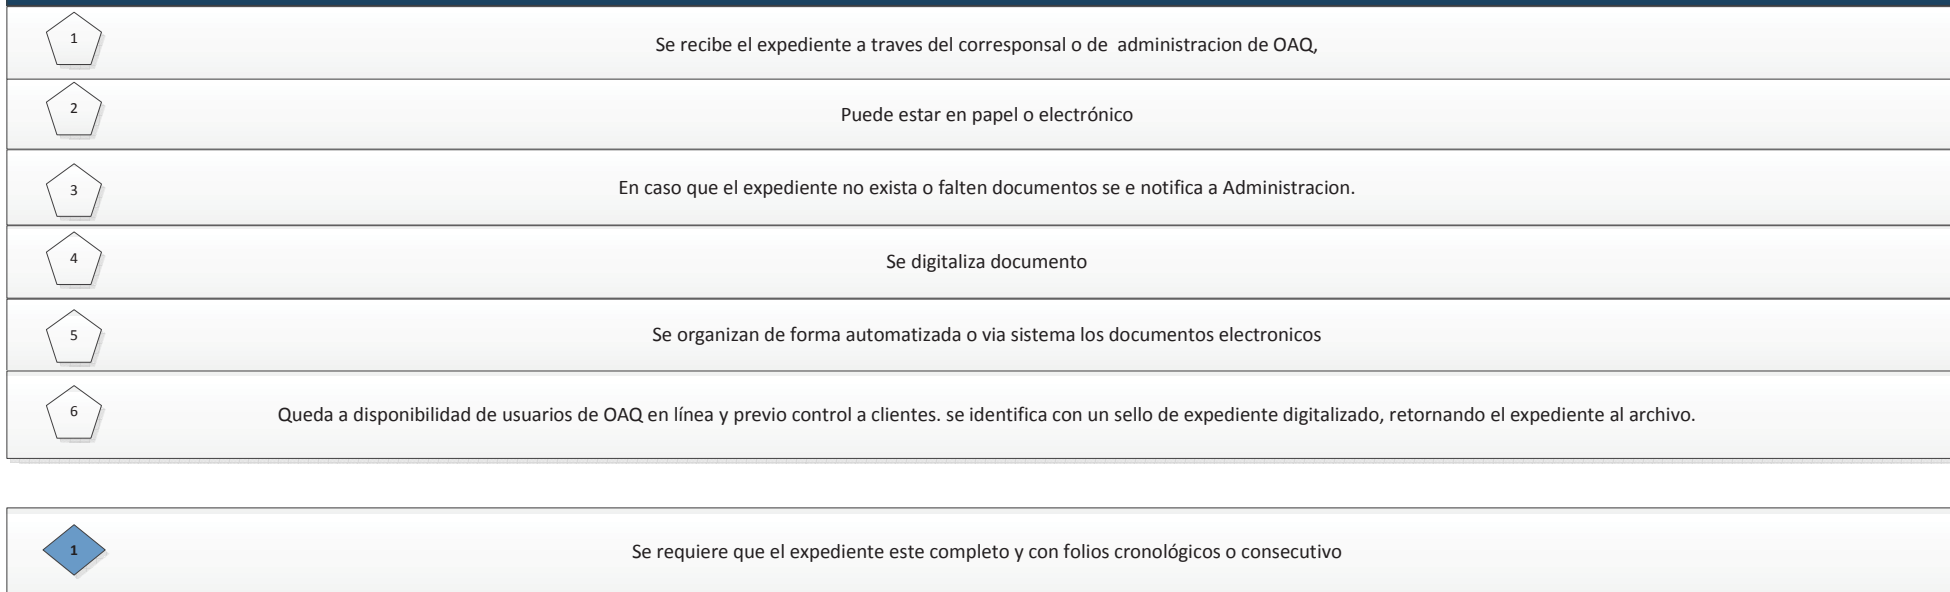 1
Se recibe el expediente a traves del corresponsal o de administracion de OAQ,
2
Puede estar en papel o electrónico
3
En caso que el expediente no exista o falten documentos se e notifica a Administracion.
4
Se digitaliza documento
5
Se organizan de forma automatizada o via sistema los documentos electronicos
6
Queda a disponibilidad de usuarios de OAQ en línea y previo control a clientes. se identifica con un sello de expediente digitalizado, retornando el expediente al archivo.
1
Se requiere que el expediente este completo y con folios cronológicos o consecutivo